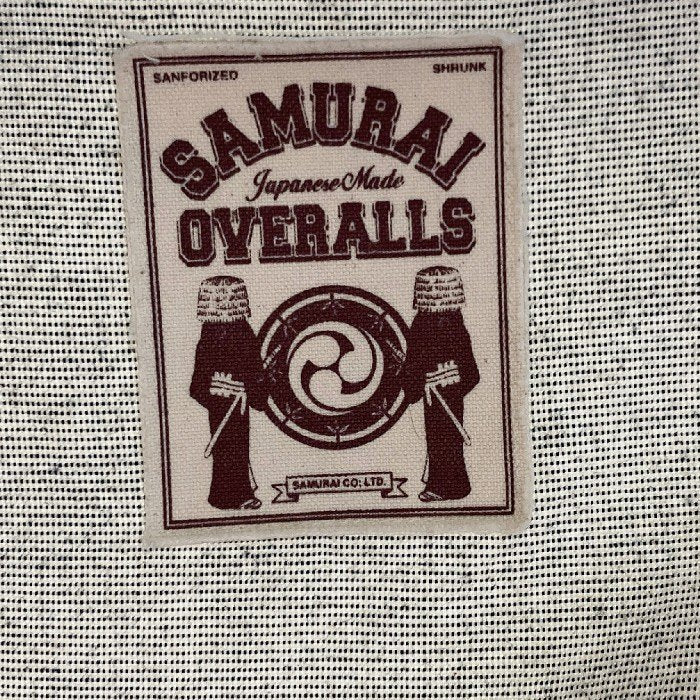 SANFORIZED SHRUNK
SAMURAI
Japanese Made
OVERALLS
SAMURAI CO; LTD.